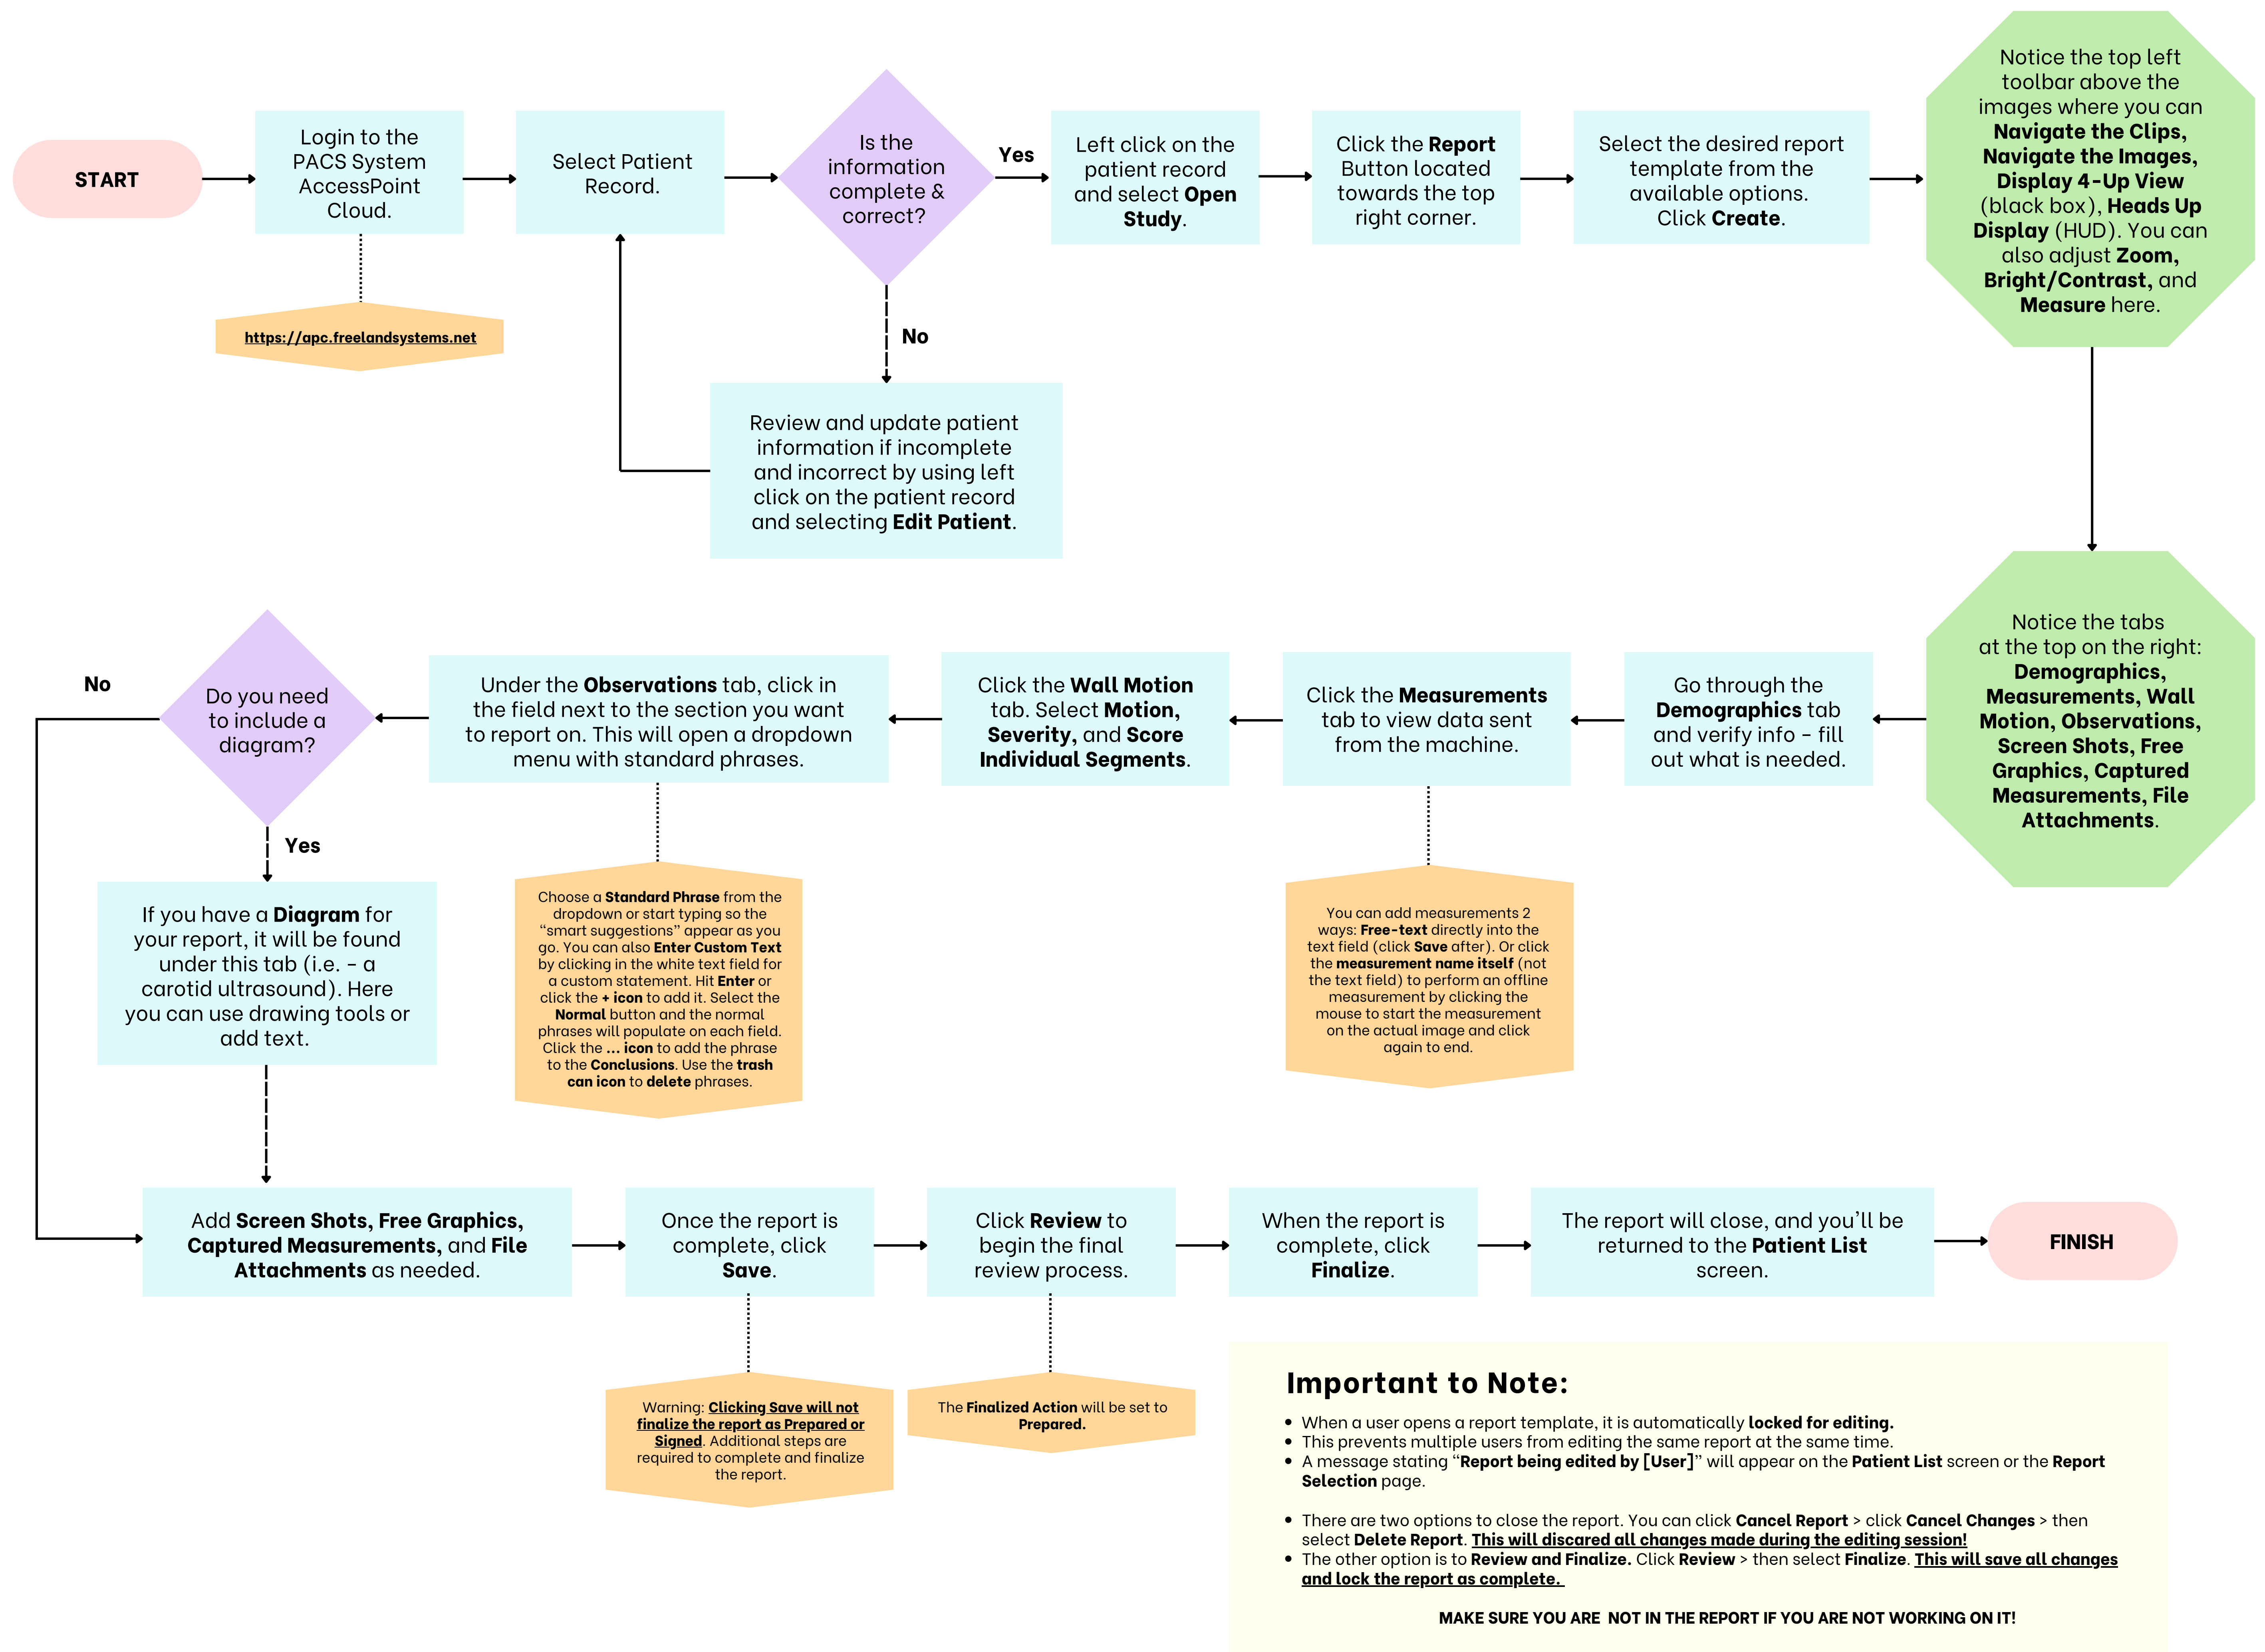 START
Login to the
PACS System
AccessPoint
Cloud.
https://apc.freelandsystems.net
Select Patient
Record.
Is the
information
complete &
correct?
Yes
No
Review and update patient
information if incomplete
and incorrect by using left
click on the patient record
and selecting Edit Patient.
Left click on the
patient record
and select Open
Study.
Click the Report
Button located
towards the top
right corner.
Select the desired report
template from the
available options.
Click Create.
Notice the top left
toolbar above the
images where you can
Navigate the Clips,
Navigate the Images,
Display 4-Up View
(black box), Heads Up
Display (HUD). You can
also adjust Zoom,
Bright/Contrast, and
Measure here.
Notice the tabs
at the top on the right:
Demographics,
Measurements, Wall
Motion, Observations,
Screen Shots, Free
Graphics, Captured
Measurements, File
Attachments.
Go through the
Demographics tab
and verify info - fill
out what is needed.
Click the Measurements
tab to view data sent
from the machine.
You can add measurements 2
ways: Free-text directly into the
text field (click Save after). Or click
the measurement name itself (not
the text field) to perform an offline
measurement by clicking the
mouse to start the measurement
on the actual image and click
again to end.
Click the Wall Motion
tab. Select Motion,
Severity, and Score
Individual Segments.
Under the Observations tab, click in
the field next to the section you want
to report on. This will open a dropdown
menu with standard phrases.
Choose a Standard Phrase from the
dropdown or start typing so the
“smart suggestions” appear as you
go. You can also Enter Custom Text
by clicking in the white text field for
a custom statement. Hit Enter or
click the + icon to add it. Select the
Normal button and the normal
phrases will populate on each field.
Click the ... icon to add the phrase
to the Conclusions. Use the trash
can icon to delete phrases.
Do you need
to include a
diagram?
No
Yes
If you have a Diagram for
your report, it will be found
under this tab (i.e. - a
carotid ultrasound). Here
you can use drawing tools or
add text.
Add Screen Shots, Free Graphics,
Captured Measurements, and File
Attachments as needed.
Once the report is
complete, click
Save.
Warning: Clicking Save will not
finalize the report as Prepared or
Signed. Additional steps are
required to complete and finalize
the report.
Click Review to
begin the final
review process.
The Finalized Action will be set to
Prepared.
When the report is
complete, click
Finalize.
The report will close, and you’ll be
returned to the Patient List
screen.
FINISH
Important to Note:
• When a user opens a report template, it is automatically locked for editing.
• This prevents multiple users from editing the same report at the same time.
• A message stating “Report being edited by [User]” will appear on the Patient List screen or the Report
Selection page.
• There are two options to close the report. You can click Cancel Report > click Cancel Changes > then
select Delete Report. This will discared all changes made during the editing session!
• The other option is to Review and Finalize. Click Review > then select Finalize. This will save all changes
and lock the report as complete.
MAKE SURE YOU ARE  NOT IN THE REPORT IF YOU ARE NOT WORKING ON IT!